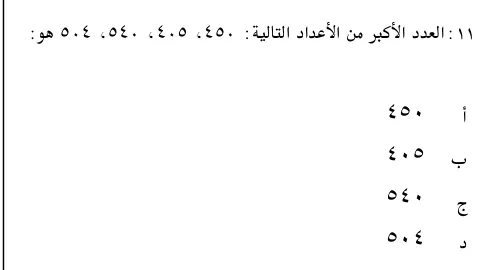 ١١ : العدد الأكبر من الأعداد التالية : ٤٥٠، ٤٠٥، ٥٤٠، ٥٠٤ هو:
أ ٤٥٠
ب ٤٠٥
ج ٥٤٠
د ٥٠٤